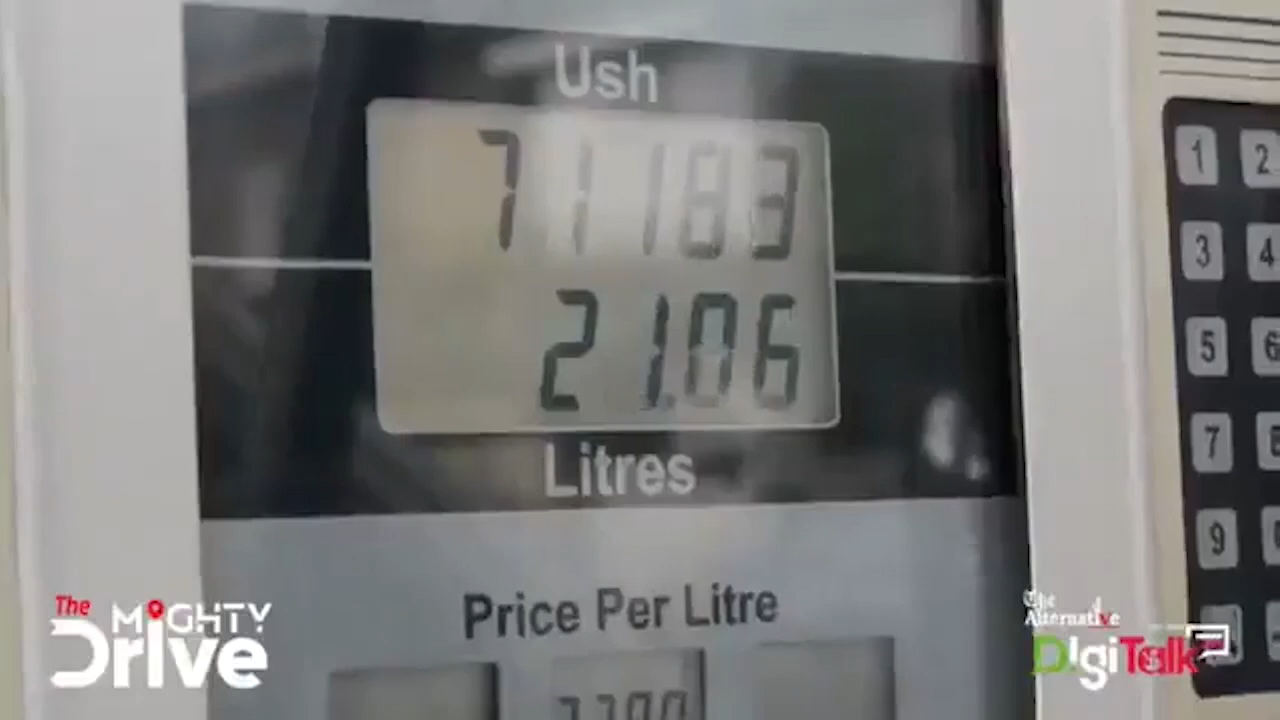 Ush
71183
21.06
Litres
Price Per Litre
1 2
3 4
5 6
7
9
The
MIGHTY
Drive
The
Alternative
DigiTalk